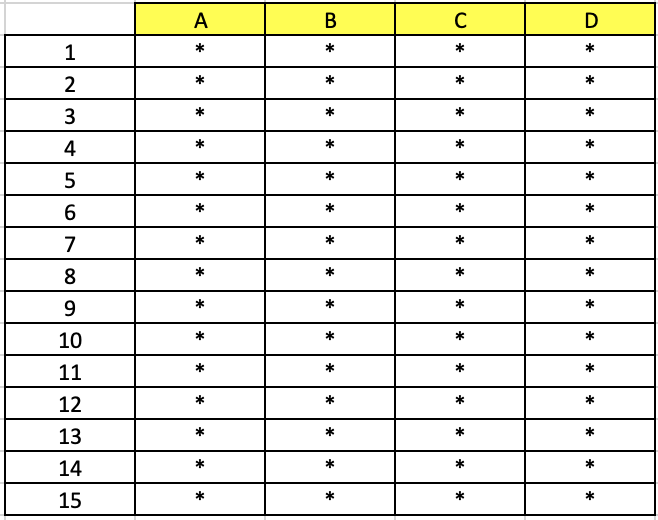 A B C D
1 * * * *
2 * * * *
3 * * * *
4 * * * *
5 * * * *
6 * * * *
7 * * * *
8 * * * *
9 * * * *
10 * * * *
11 * * * *
12 * * * *
13 * * * *
14 * * * *
15 * * * *